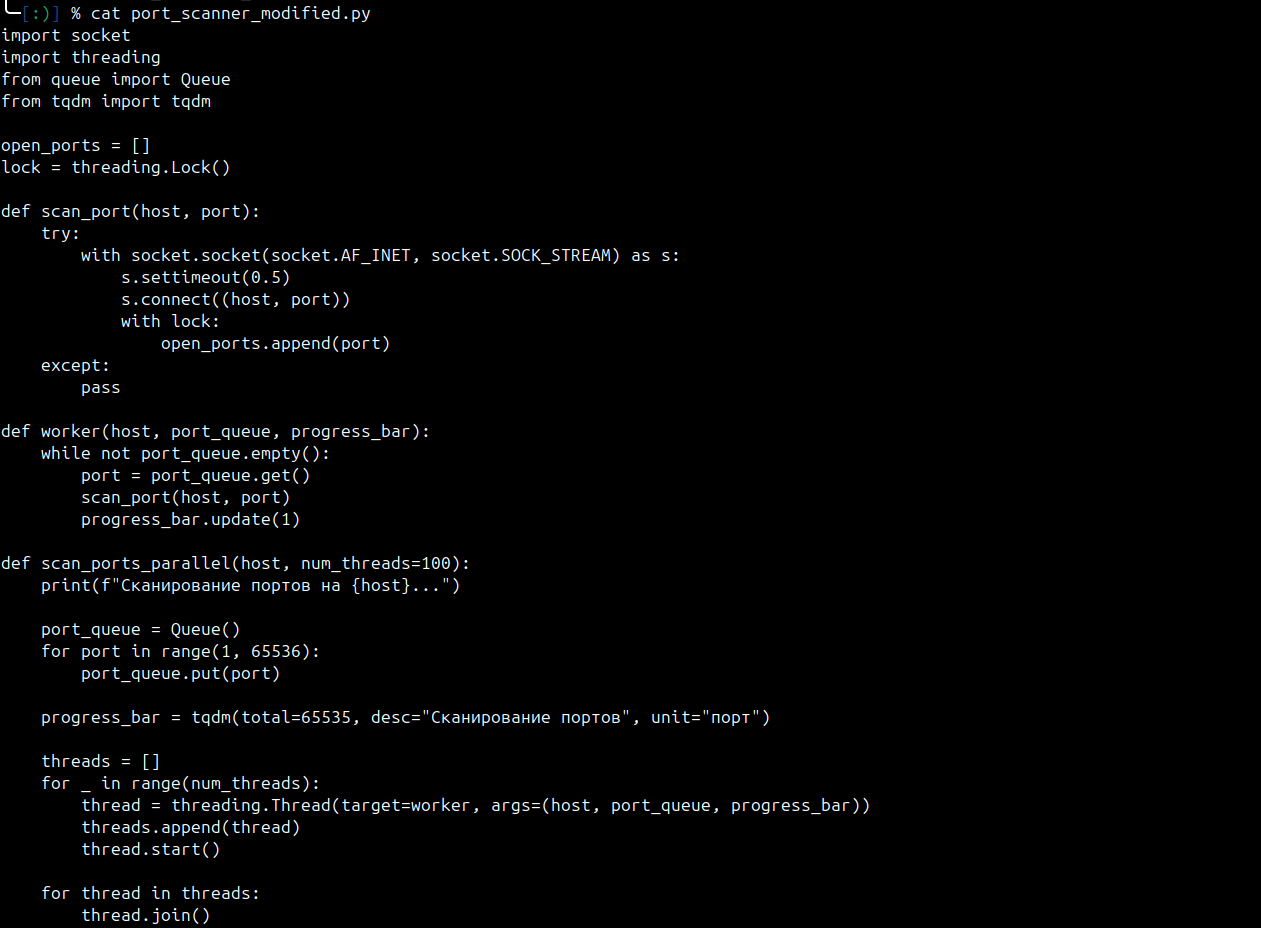 └─[:)] % cat port_scanner_modified.py
import socket
import threading
from queue import Queue
from tqdm import tqdm

open_ports = []
lock = threading.Lock()

def scan_port(host, port):
    try:
        with socket.socket(socket.AF_INET, socket.SOCK_STREAM) as s:
            s.settimeout(0.5)
            s.connect((host, port))
            with lock:
                open_ports.append(port)
    except:
        pass

def worker(host, port_queue, progress_bar):
    while not port_queue.empty():
        port = port_queue.get()
        scan_port(host, port)
        progress_bar.update(1)

def scan_ports_parallel(host, num_threads=100):
    print(f"Сканирование портов на {host}...")

    port_queue = Queue()
    for port in range(1, 65536):
        port_queue.put(port)

    progress_bar = tqdm(total=65535, desc="Сканирование портов", unit="порт")

    threads = []
    for _ in range(num_threads):
        thread = threading.Thread(target=worker, args=(host, port_queue, progress_bar))
        threads.append(thread)
        thread.start()

    for thread in threads:
        thread.join()